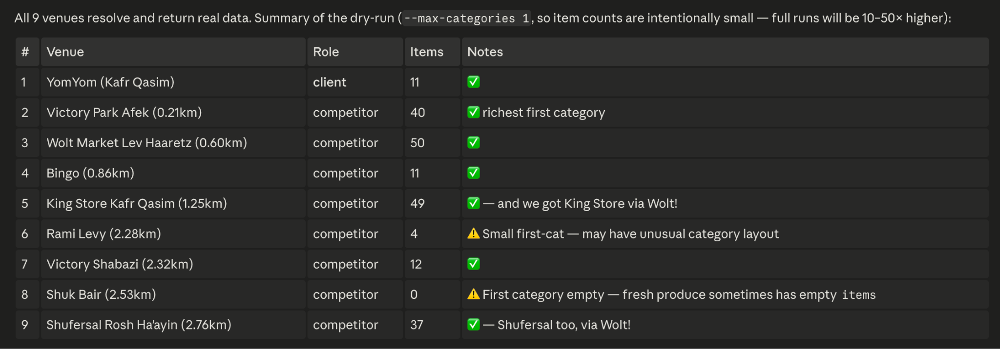 All 9 venues resolve and return real data. Summary of the dry-run (--max-categories 1, so item counts are intentionally small — full runs will be 10–50× higher):
# Venue Role Items Notes
1 YomYom (Kafr Qasim) client 11 ✅
2 Victory Park Afek (0.21km) competitor 40 ✅ richest first category
3 Wolt Market Lev Haaretz (0.60km) competitor 50 ✅
4 Bingo (0.86km) competitor 11 ✅
5 King Store Kafr Qasim (1.25km) competitor 49 ✅ — and we got King Store via Wolt!
6 Rami Levy (2.28km) competitor 4 ⚠️ Small first-cat — may have unusual category layout
7 Victory Shabazi (2.32km) competitor 12 ✅
8 Shuk Bair (2.53km) competitor 0 ⚠️ First category empty — fresh produce sometimes has empty items
9 Shufersal Rosh Ha'ayin (2.76km) competitor 37 ✅ — Shufersal too, via Wolt!